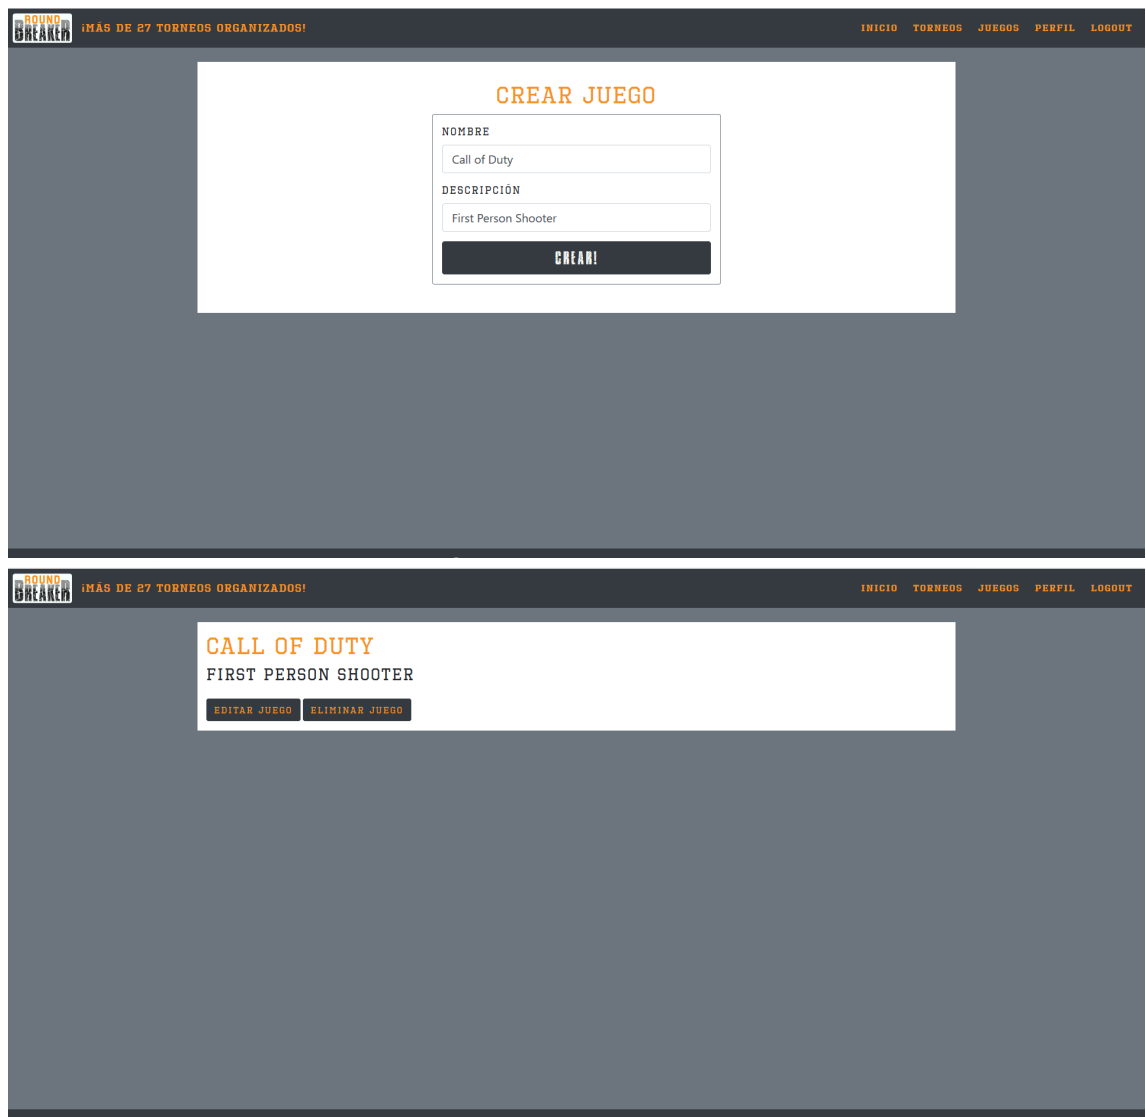 ROUND
BREAKER
¡MÁS DE 27 TORNEOS ORGANIZADOS!
INICIO TORNEOS JUEGOS PERFIL LOGOUT
CREAR JUEGO
NOMBRE
Call of Duty
DESCRIPCIÓN
First Person Shooter
CREAR!
ROUND
BREAKER
¡MÁS DE 27 TORNEOS ORGANIZADOS!
INICIO TORNEOS JUEGOS PERFIL LOGOUT
CALL OF DUTY
FIRST PERSON SHOOTER
EDITAR JUEGO ELIMINAR JUEGO